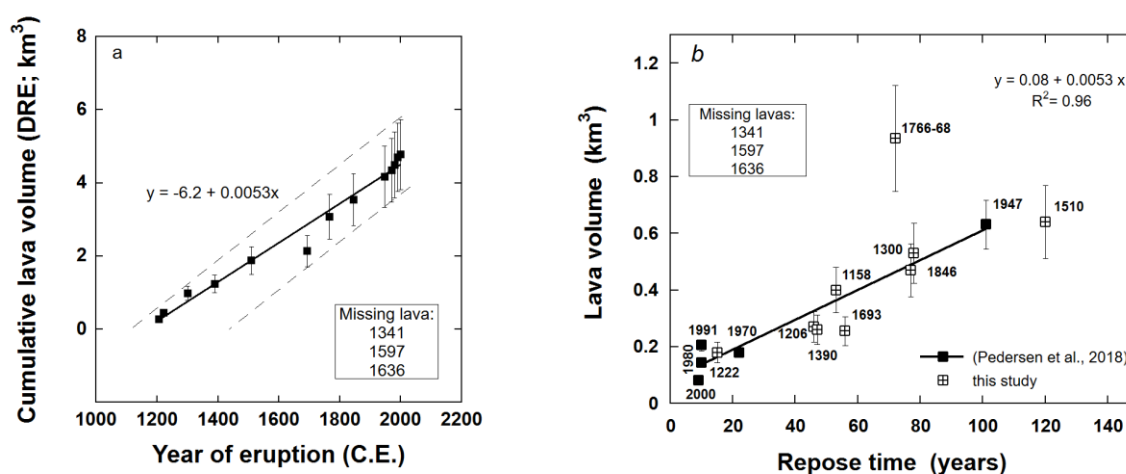 a
Cumulative lava volume (DRE; km³)
8
6
4
2
0
y = -6.2 + 0.0053x
Missing lava:
1341
1597
1636
1000 1200 1400 1600 1800 2000 2200
Year of eruption (C.E.)
b
Lava volume (km³)
1.2
1
0.8
0.6
0.4
0.2
0
y = 0.08 + 0.0053 x
R²= 0.96
Missing lavas:
1341
1597
1636
1766-68
1947
1510
1300
1846
1158
1693
1206
1390
1991
1970
1980
1222
2000
(Pedersen et al., 2018)
this study
0 20 40 60 80 100 120 140
Repose time (years)